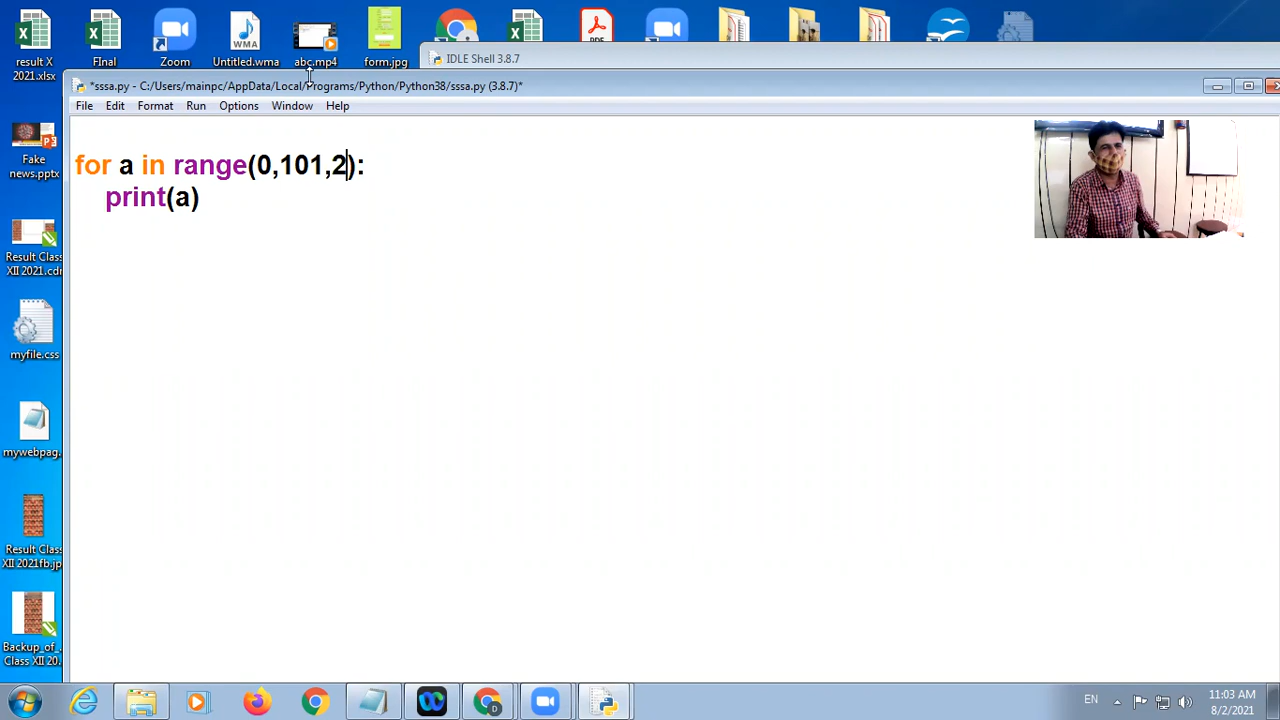 result X
2021.xlsx
FInal
Zoom
Untitled.wma
abc.mp4
form.jpg
PDF
IDLE Shell 3.8.7
*sssa.py - C:/Users/mainpc/AppData/Local/Programs/Python/Python38/sssa.py (3.8.7)*
File Edit Format Run Options Window Help
for a in range(0,101,2):
print(a)
Fake
news.pptx
Result Class
XII 2021.cdr
myfile.css
mywebpag.
Result Class
XII 2021fb.jp
Backup_of_.
Class XII 20.
EN
11:03 AM
8/2/2021